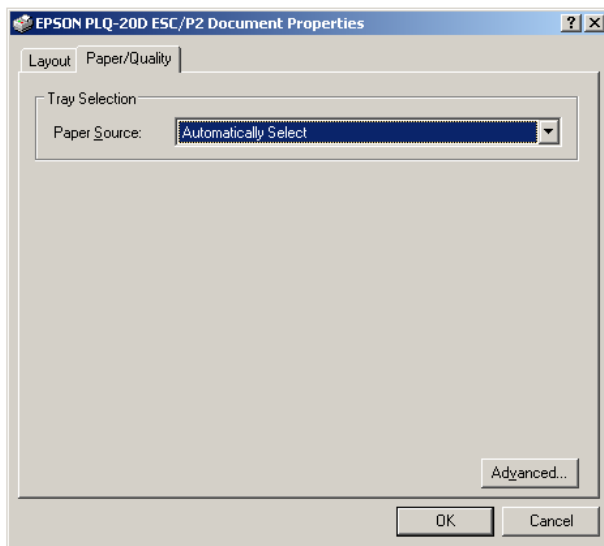 EPSON PLQ-20D ESC/P2 Document Properties
Layout Paper/Quality
Tray Selection
Paper Source: Automatically Select
Advanced...
OK Cancel